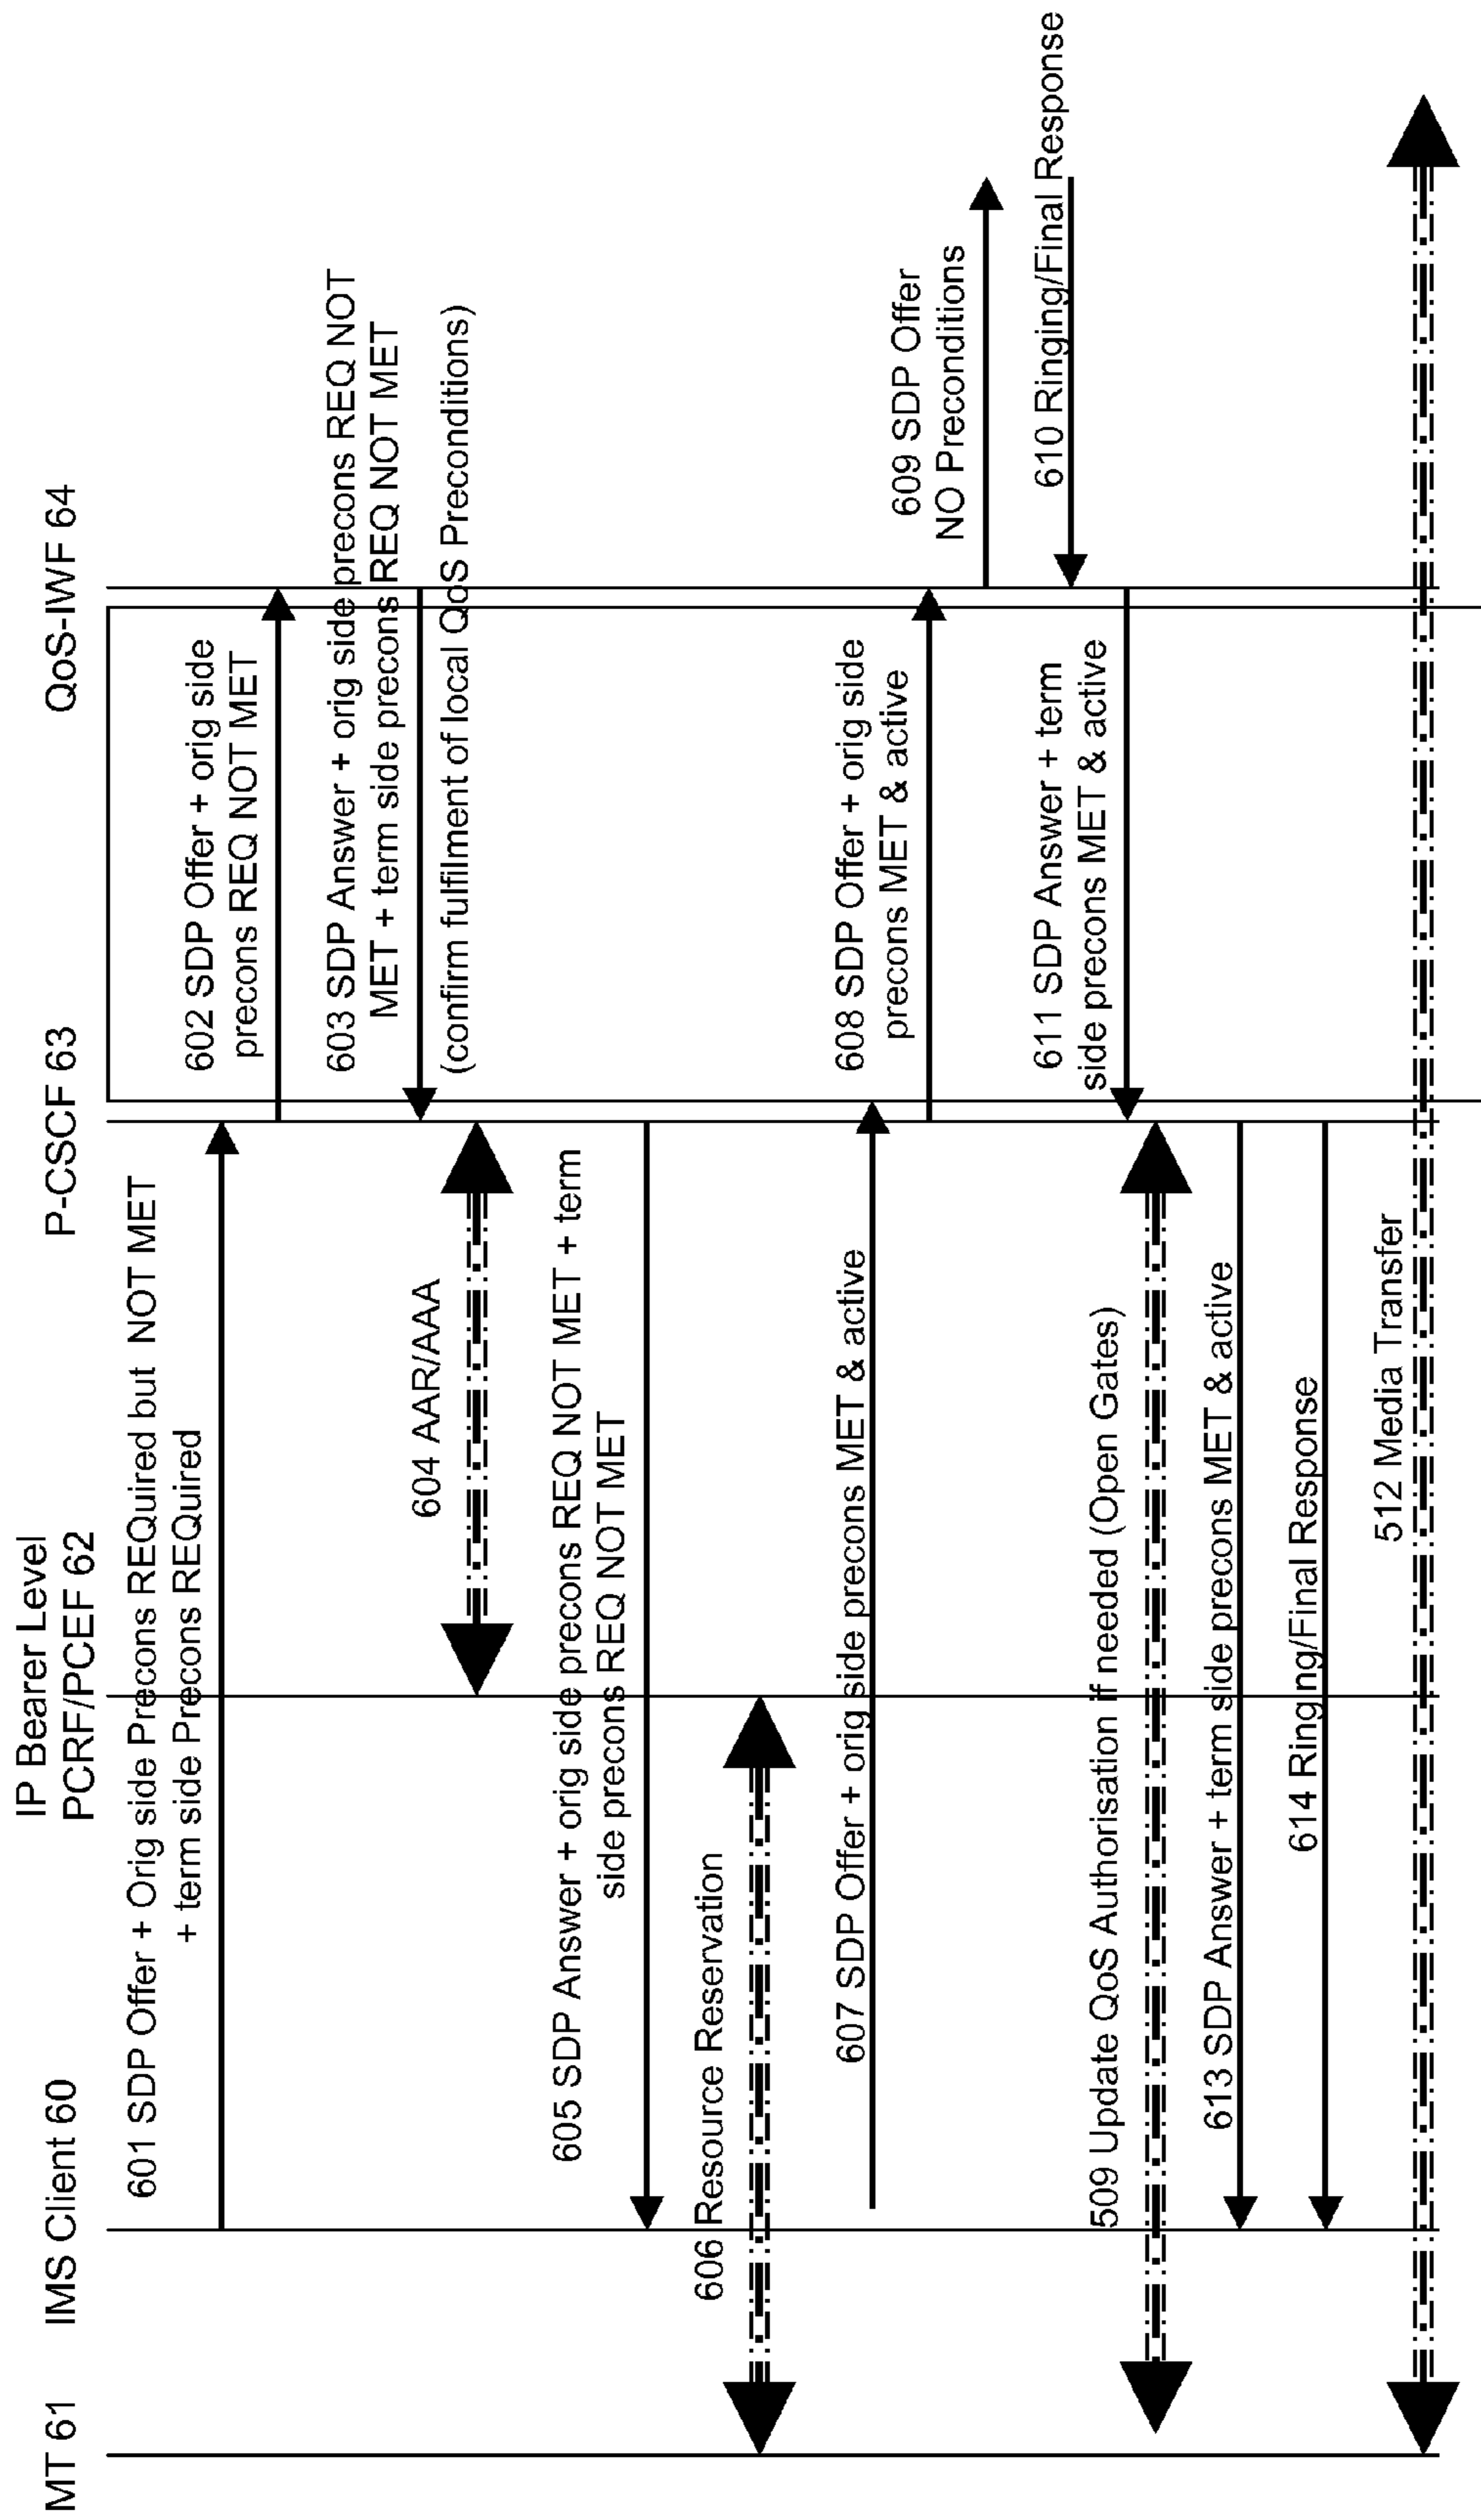 MT 61
IMS Client 60
IP Bearer Level
PCRF/PCEF 62
P-CSCF 63
QoS-IWF 64
601 SDP Offer + Orig side Precons REQuired but NOT MET
+ term side Precons REQuired
602 SDP Offer + orig side
precons REQ NOT MET
603 SDP Answer + orig side precons REQ NOT
MET + term side precons REQ NOT MET
(confirm fulfilment of local QoS Preconditions)
604 AAR/AAA
605 SDP Answer + orig side precons REQ NOT MET + term
side precons REQ NOT MET
606 Resource Reservation
607 SDP Offer + orig side precons MET & active
608 SDP Offer + orig side
precons MET & active
609 SDP Offer
NO Preconditions
610 Ringing/Final Response
611 SDP Answer + term
side precons MET & active
509 Update QoS Authorisation if needed (Open Gates)
613 SDP Answer + term side precons MET & active
614 Ringing/Final Response
512 Media Transfer